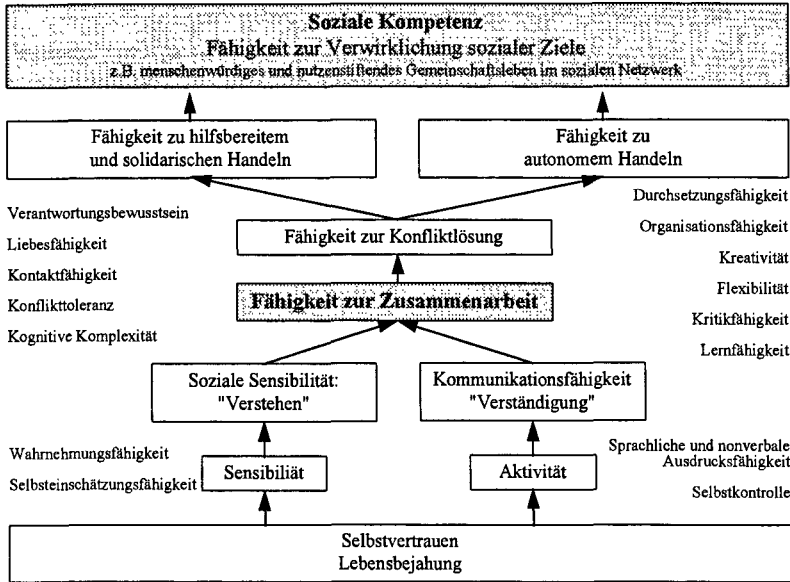 Soziale Kompetenz
Fähigkeit zur Verwirklichung sozialer Ziele
z.B. menschenwürdiges und nutzenstiftendes Gemeinschaftsleben im sozialen Netzwerk
Fähigkeit zu hilfsbereitem
und solidarischen Handeln
Fähigkeit zu
autonomem Handeln
Verantwortungsbewusstsein
Liebesfähigkeit
Kontaktfähigkeit
Konflikttoleranz
Kognitive Komplexität
Fähigkeit zur Konfliktlösung
Fähigkeit zur Zusammenarbeit
Durchsetzungsfähigkeit
Organisationsfähigkeit
Kreativität
Flexibilität
Kritikfähigkeit
Lernfähigkeit
Soziale Sensibilität:
"Verstehen"
Kommunikationsfähigkeit
"Verständigung"
Wahrnehmungsfähigkeit
Selbsteinschätzungsfähigkeit
Sensibiliät
Aktivität
Sprachliche und nonverbale
Ausdrucksfähigkeit
Selbstkontrolle
Selbstvertrauen
Lebensbejahung